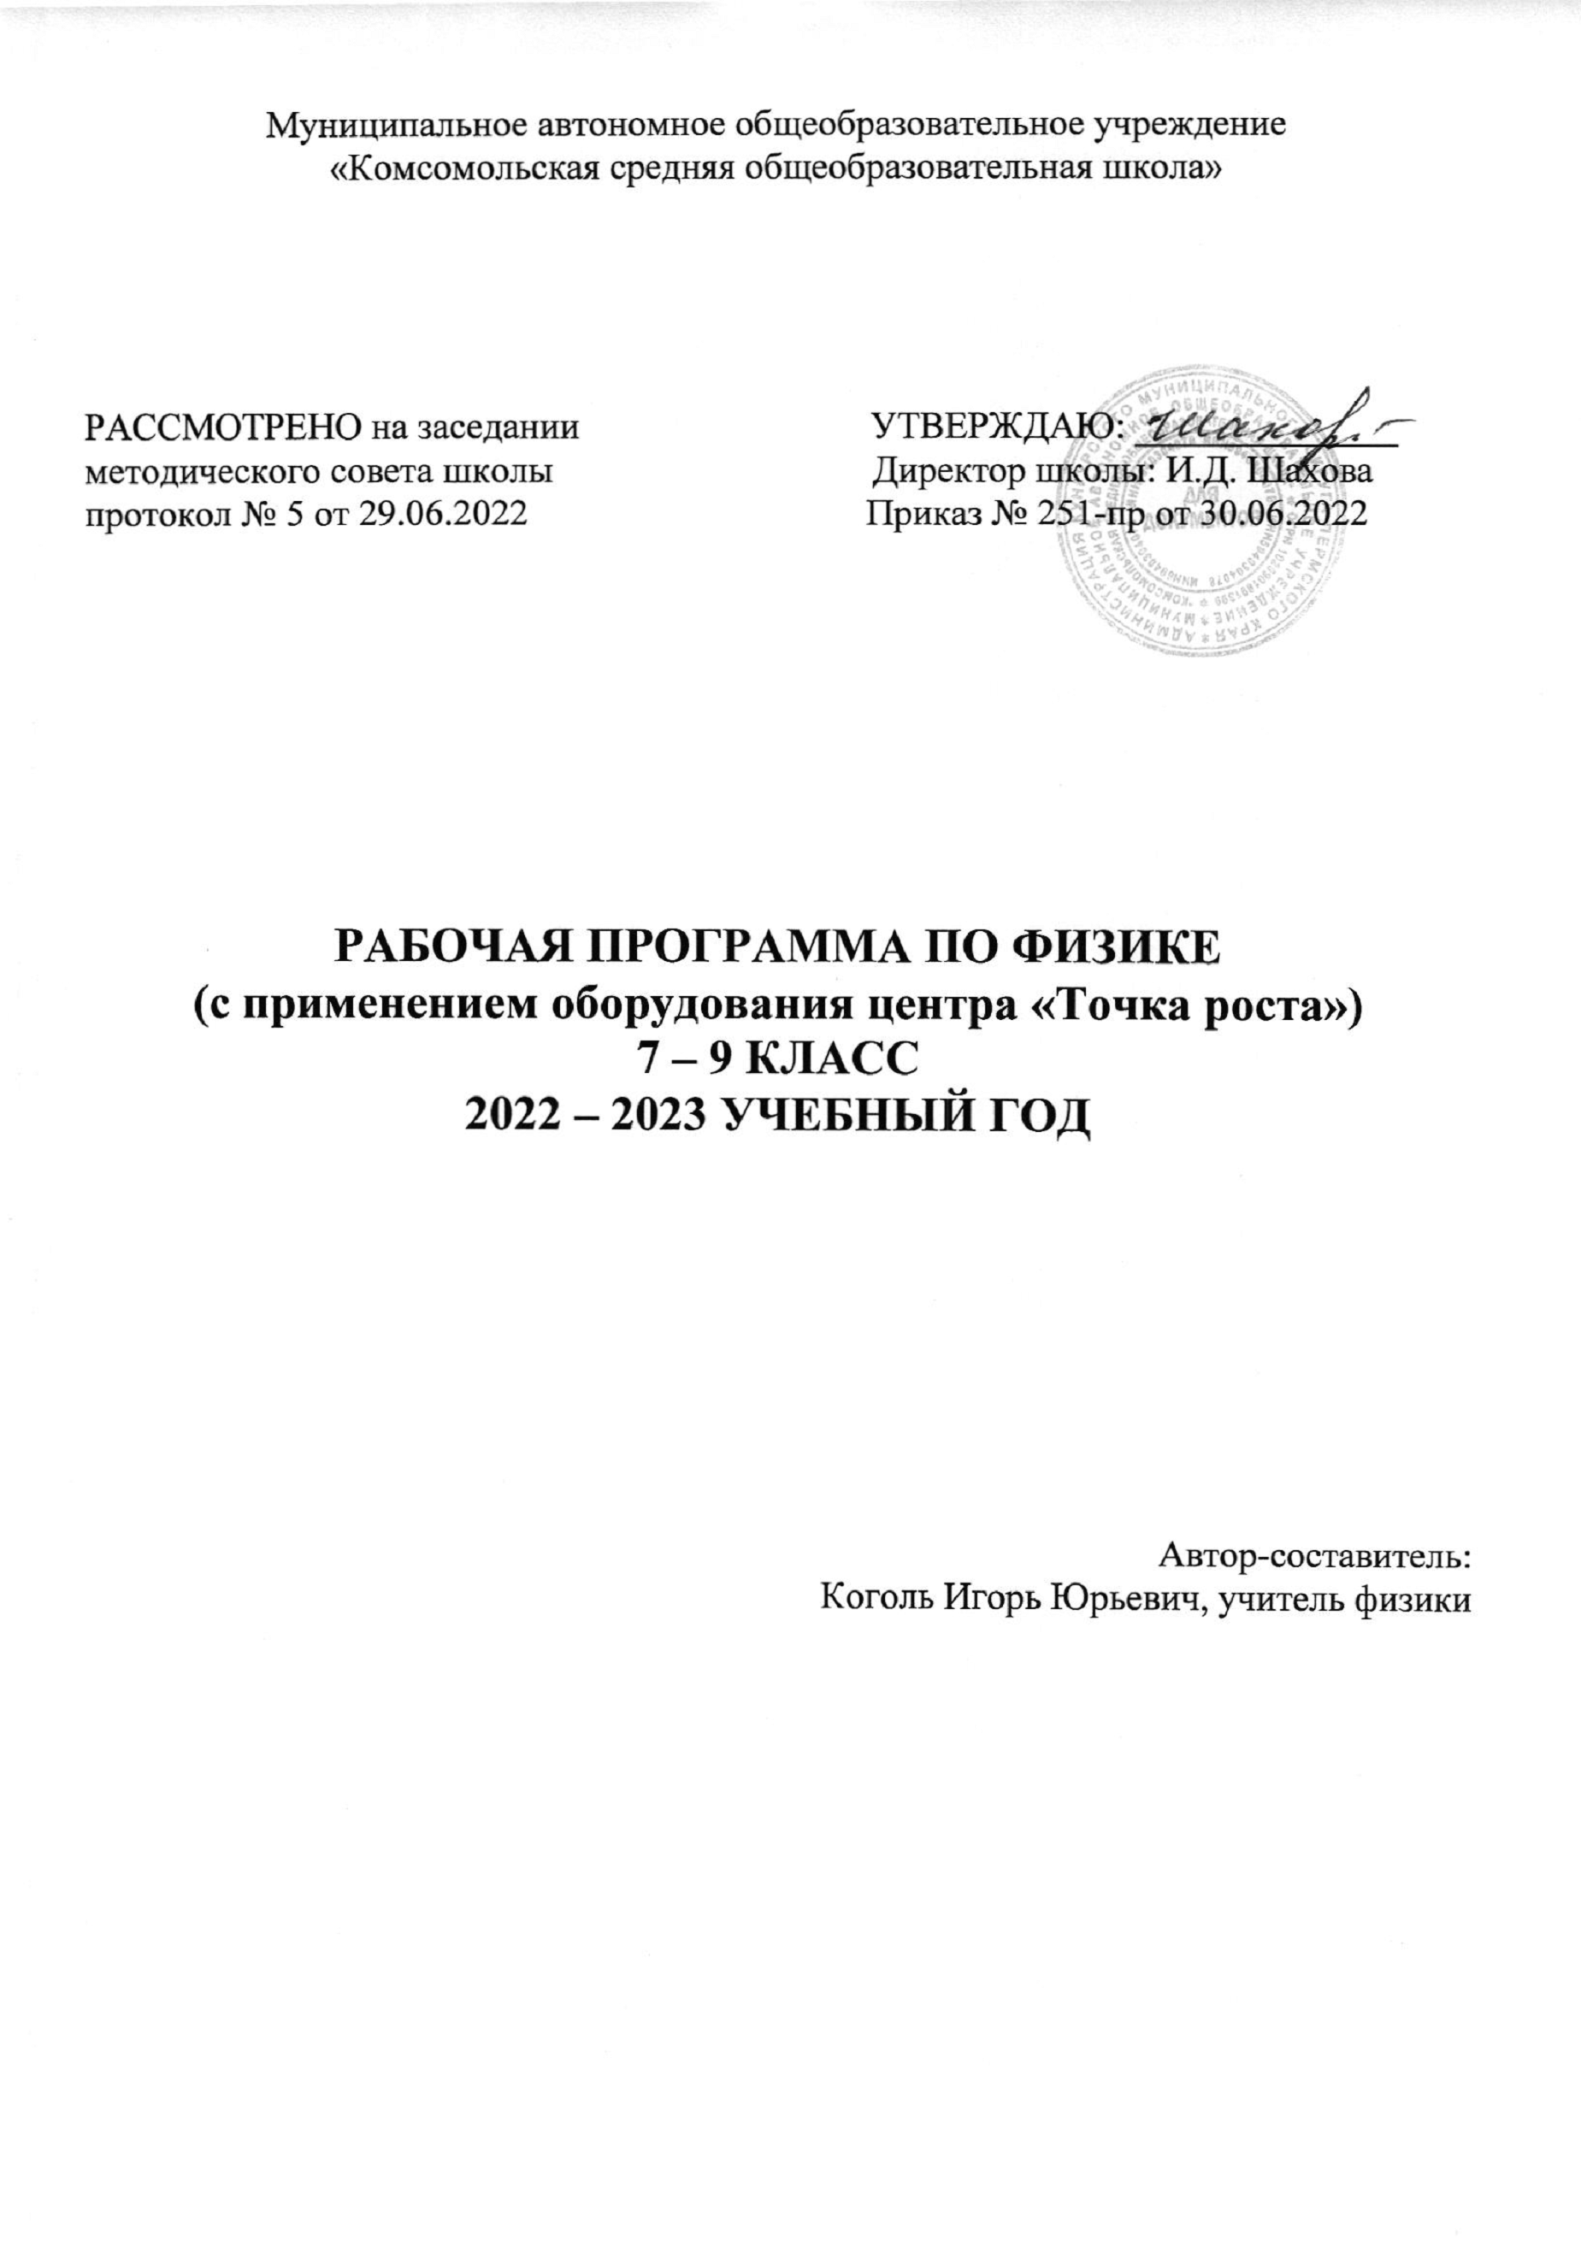 Муниципальное автономное общеобразовательное учреждение
«Комсомольская средняя общеобразовательная школа»
РАССМОТРЕНО на заседании
методического совета школы
протокол № 5 от 29.06.2022
УТВЕРЖДАЮ:
Директор школы: И.Д. Шахова
Приказ № 251-пр от 30.06.2022
ДЛЯ
ДОКУМЕНТОВ
РАБОЧАЯ ПРОГРАММА ПО ФИЗИКЕ
(с применением оборудования центра «Точка роста»)
7 – 9 КЛАСС
2022 – 2023 УЧЕБНЫЙ ГОД
Автор-составитель:
Коголь Игорь Юрьевич, учитель физики